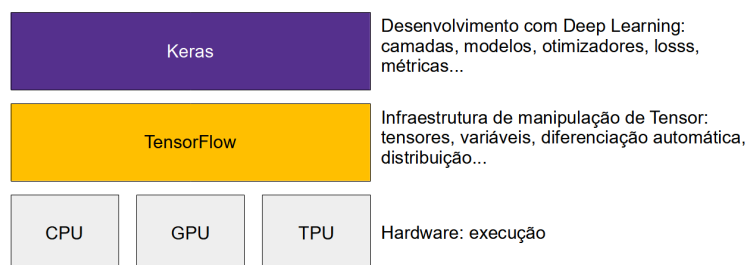 Keras
Desenvolvimento com Deep Learning:
camadas, modelos, otimizadores, losss,
métricas...
TensorFlow
Infraestrutura de manipulação de Tensor:
tensores, variáveis, diferenciação automática,
distribuição...
CPU
GPU
TPU
Hardware: execução